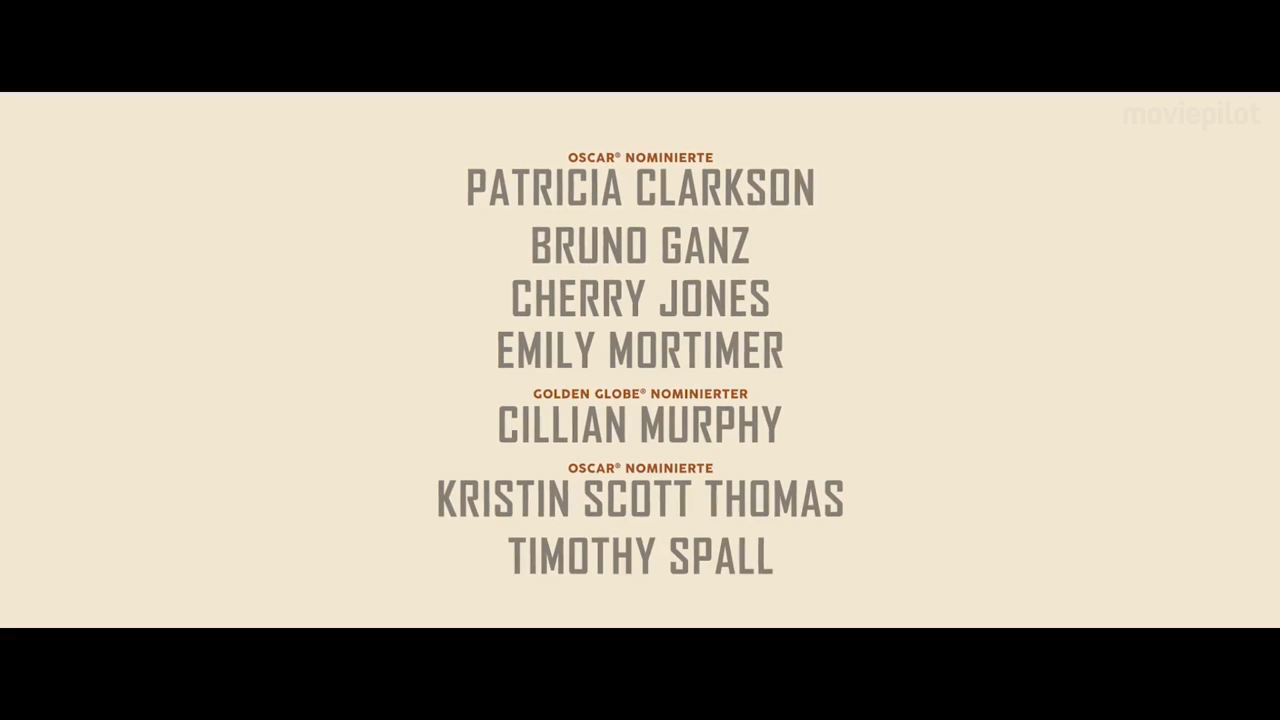 moviepilot
OSCAR® NOMINIERTE
PATRICIA CLARKSON
BRUNO GANZ
CHERRY JONES
EMILY MORTIMER
GOLDEN GLOBE® NOMINIERTER
CILLIAN MURPHY
OSCAR® NOMINIERTE
KRISTIN SCOTT THOMAS
TIMOTHY SPALL